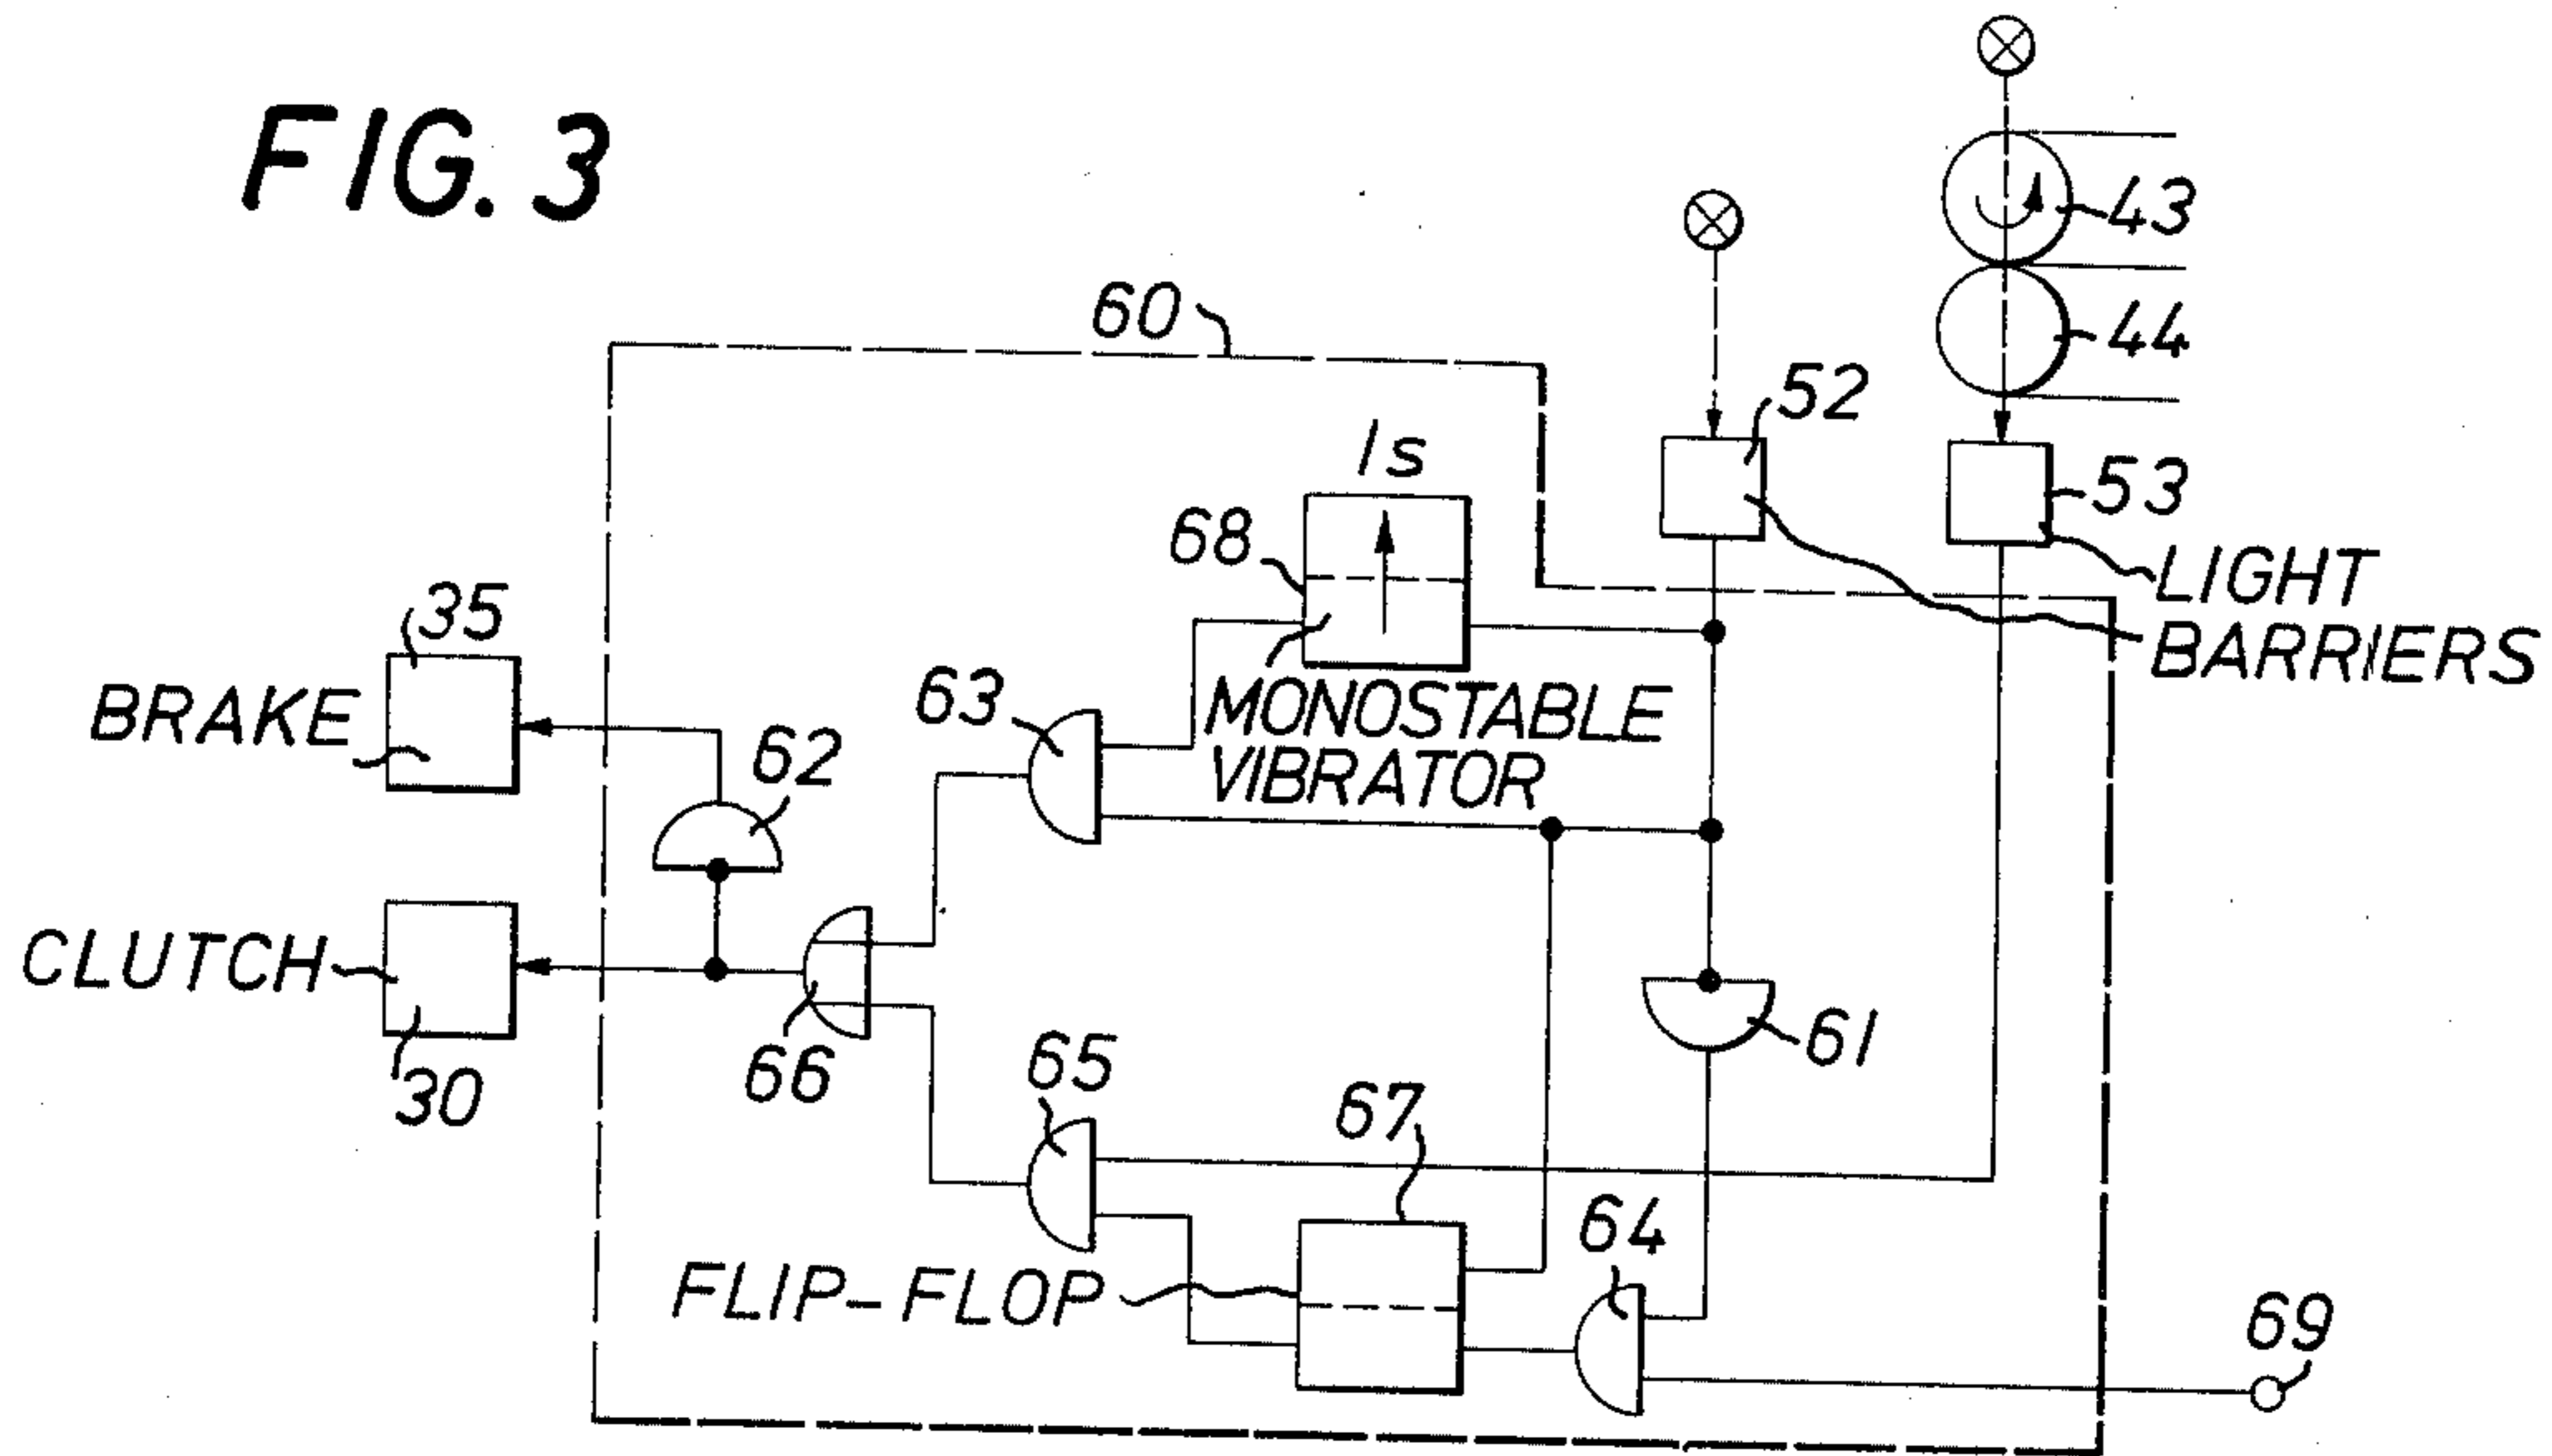 FIG. 3
43
60
44
52
1s
53
68
LIGHT
BARRIERS
35
63
BRAKE
MONOSTABLE
VIBRATOR
62
CLUTCH
61
66
65
30
67
64
FLIP-FLOP
69